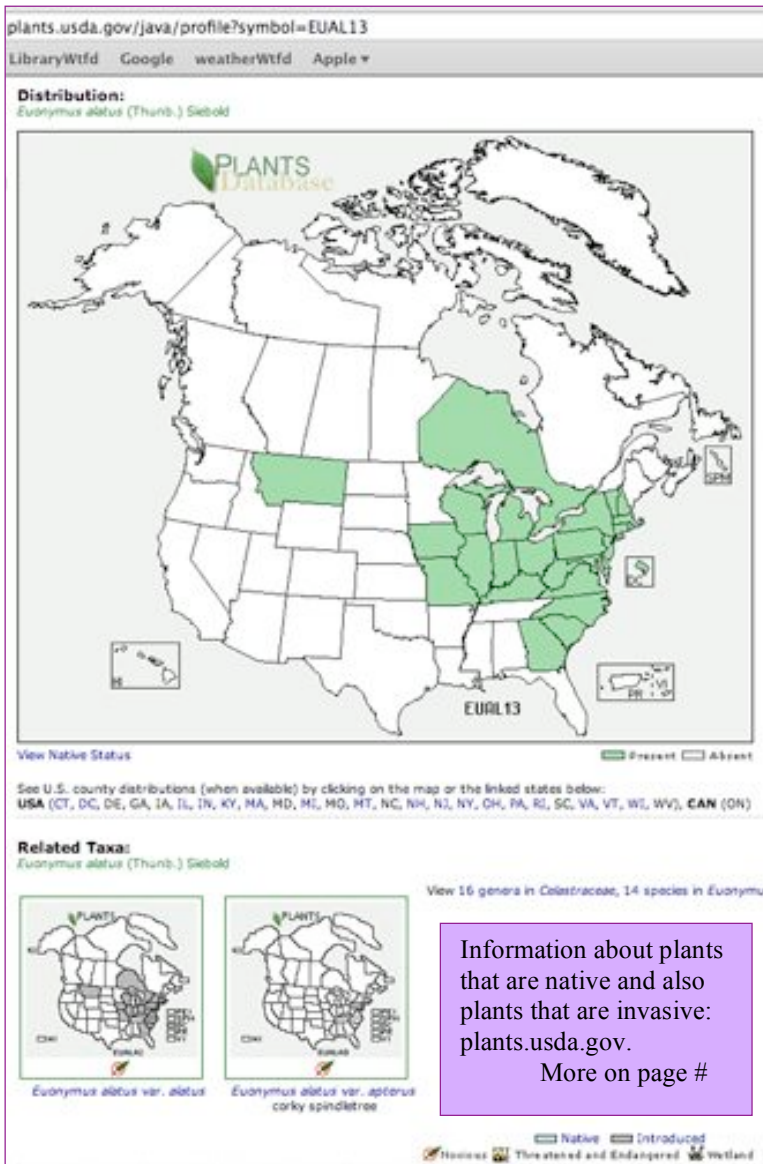 plants.usda.gov/java/profile?symbol=EUAL13
LibraryWtfd Google weatherWtfd Apple ▾
Distribution:
Euonymus alatus (Thunb.) Siebold
PLANTS
Database
SPM
DC
HI
PR VI
EUAL13
View Native Status
Present Absent
See U.S. county distributions (when available) by clicking on the map or the linked states below:
USA (CT, DC, DE, GA, IA, IL, IN, KY, MA, MD, MI, MO, MT, NC, NH, NJ, NY, OH, PA, RI, SC, VA, VT, WI, WV), CAN (ON)
Related Taxa:
Euonymus alatus (Thunb.) Siebold
View 16 genera in Celastraceae, 14 species in Euonymu
PLANTS
PLANTS
Euonymus alatus var. alatus
Euonymus alatus var. apterus
corky spindletree
Information about plants
that are native and also
plants that are invasive:
plants.usda.gov.
More on page #
Native Introduced
Noxious Threatened and Endangered Wetland